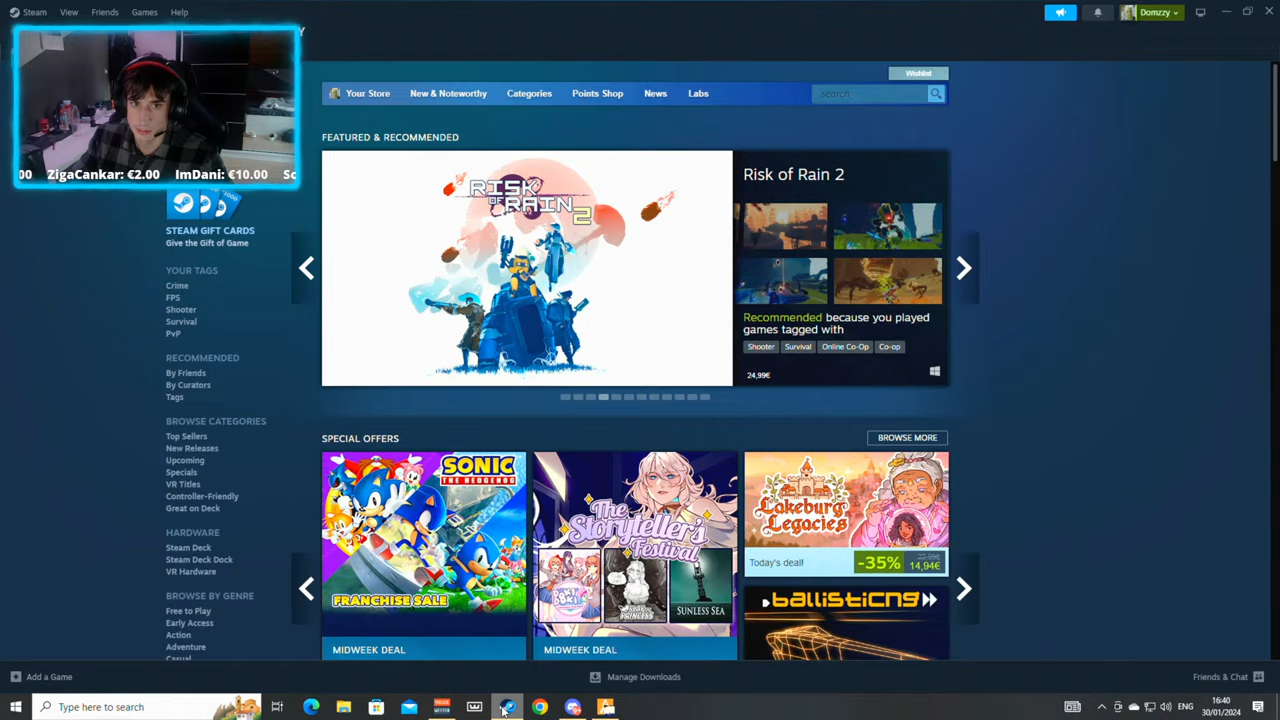 Steam View Friends Games Help
Domzzy
Y
00 ZigaCankar: €2.00 ImDani: €10.00 Sc
Wishlist
Your Store New & Noteworthy Categories Points Shop News Labs
search
FEATURED & RECOMMENDED
RISK
OF RAIN
2
Risk of Rain 2
Recommended because you played
games tagged with
Shooter Survival Online Co-Op Co-op
24,99€
STEAM GIFT CARDS
Give the Gift of Game
YOUR TAGS
Crime
FPS
Shooter
Survival
PvP
RECOMMENDED
By Friends
By Curators
Tags
BROWSE CATEGORIES
Top Sellers
New Releases
Upcoming
Specials
VR Titles
Controller-Friendly
Great on Deck
HARDWARE
Steam Deck
Steam Deck Dock
VR Hardware
BROWSE BY GENRE
Free to Play
Early Access
Action
Adventure
Casual
SPECIAL OFFERS
BROWSE MORE
SONIC
THE HEDGEHOG
FRANCHISE SALE
MIDWEEK DEAL
The
Storyteller's
Festival
SUNLESS SEA
MIDWEEK DEAL
Lakeburg
Legacies
Today's deal!
-35%
14,94€
BALLISTICNG
Add a Game
Manage Downloads
Friends & Chat
Type here to search
ENG
16:40
30/01/2024